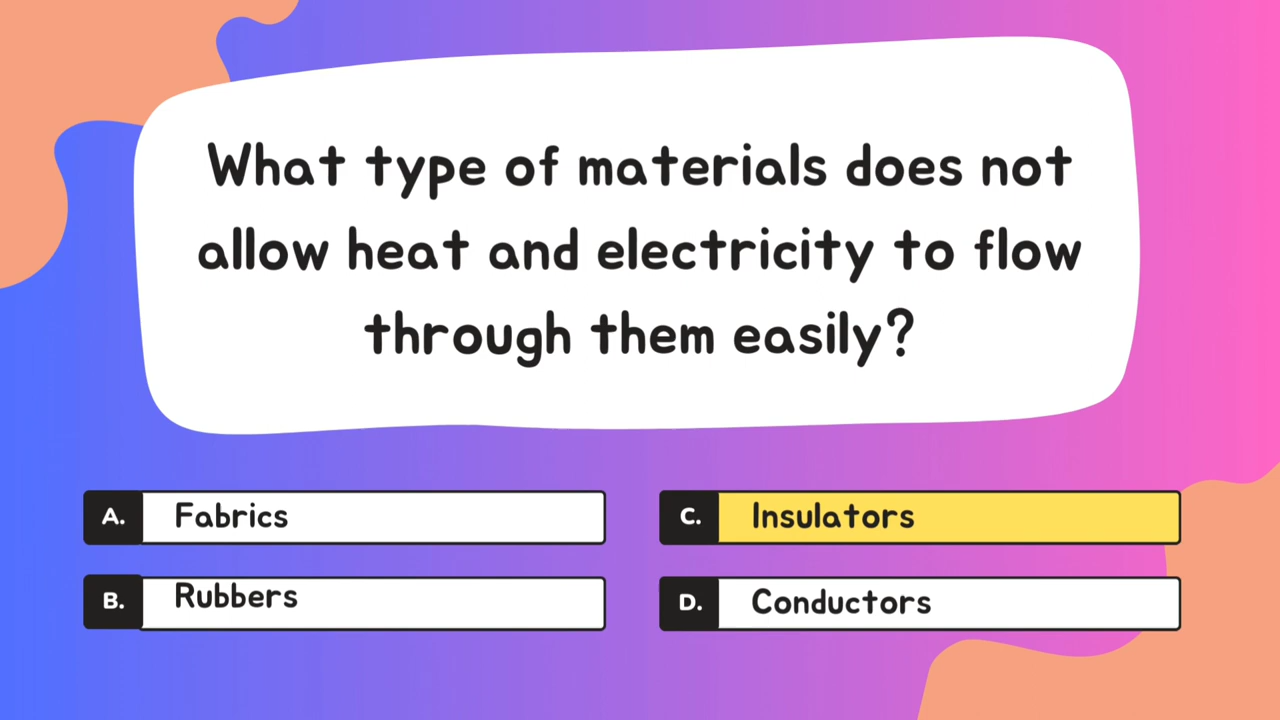 What type of materials does not
allow heat and electricity to flow
through them easily?
A. Fabrics
B. Rubbers
C. Insulators
D. Conductors